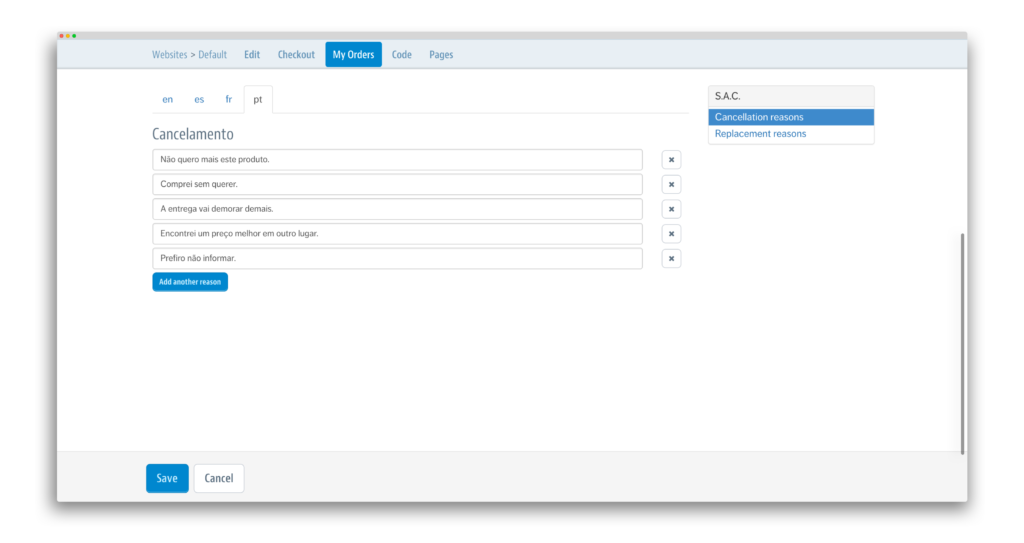 Websites > Default Edit Checkout My Orders Code Pages
en es fr pt
S.A.C.
Cancellation reasons
Replacement reasons
Cancelamento
Não quero mais este produto.
Comprei sem querer.
A entrega vai demorar demais.
Encontrei um preço melhor em outro lugar.
Prefiro não informar.
Add another reason
Save Cancel